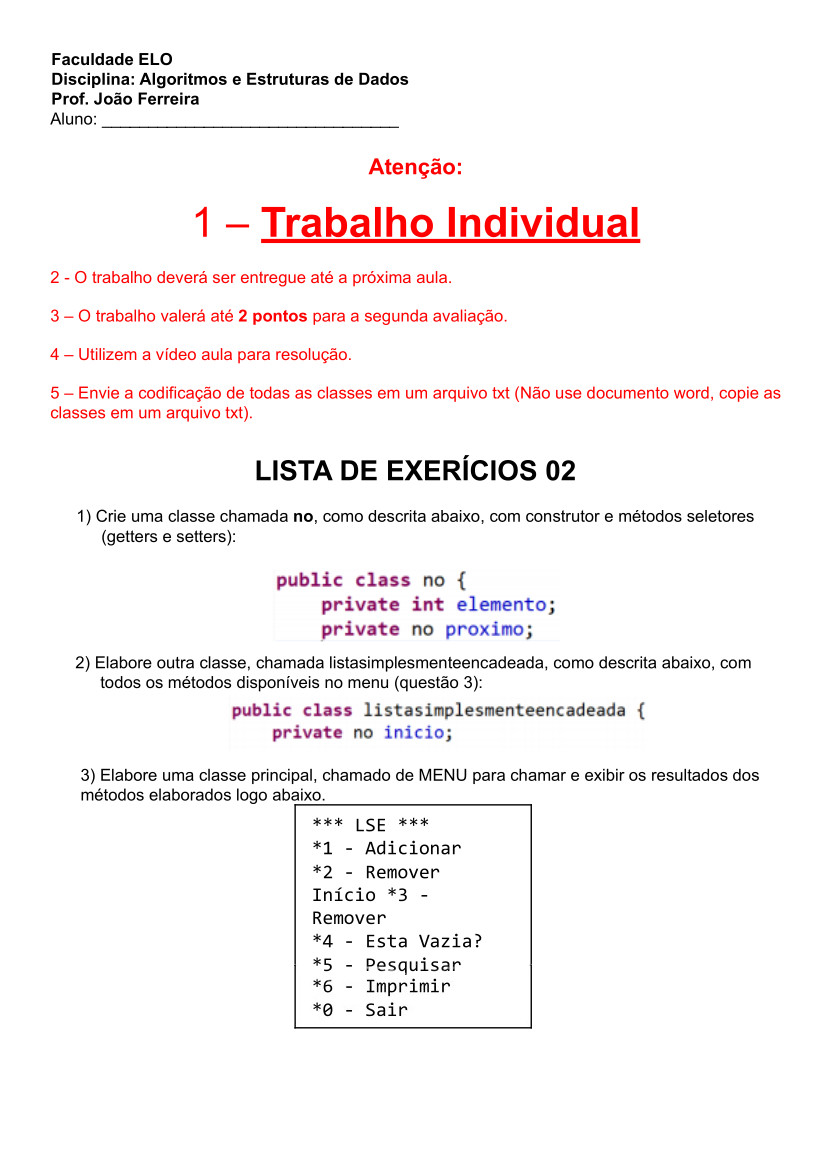 Faculdade ELO
Disciplina: Algoritmos e Estruturas de Dados
Prof. João Ferreira
Aluno: ________________________________
Atenção:
1 – Trabalho Individual
2 - O trabalho deverá ser entregue até a próxima aula.
3 – O trabalho valerá até 2 pontos para a segunda avaliação.
4 – Utilizem a vídeo aula para resolução.
5 – Envie a codificação de todas as classes em um arquivo txt (Não use documento word, copie as
classes em um arquivo txt).
LISTA DE EXERÍCIOS 02
1) Crie uma classe chamada no, como descrita abaixo, com construtor e métodos seletores
(getters e setters):
public class no {
private int elemento;
private no proximo;
2) Elabore outra classe, chamada listasimplesmenteencadeada, como descrita abaixo, com
todos os métodos disponíveis no menu (questão 3):
public class listasimplesmenteencadeada {
private no inicio;
3) Elabore uma classe principal, chamado de MENU para chamar e exibir os resultados dos
métodos elaborados logo abaixo.
*** LSE ***
*1 - Adicionar
*2 - Remover
Início *3 -
Remover
*4 - Esta Vazia?
*5 - Pesquisar
*6 - Imprimir
*0 - Sair